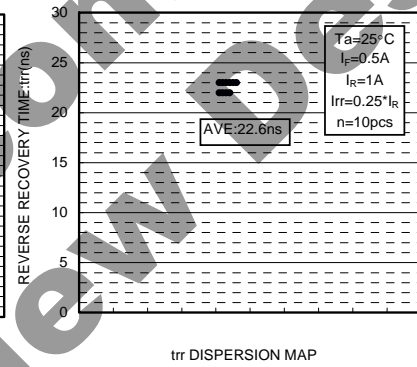 30
25
20
15
10
5
0
REVERSE RECOVERY TIME:trr(ns)
Ta=25°C
IF=0.5A
IR=1A
Irr=0.25*IR
n=10pcs
AVE:22.6ns
trr DISPERSION MAP